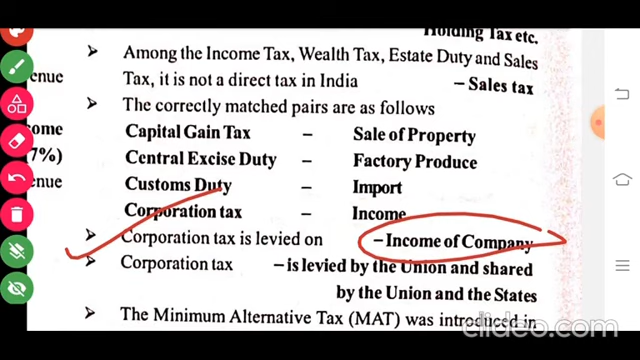 Holding Tax etc.
➤ Among the Income Tax, Wealth Tax, Estate Duty and Sales
enue Tax, it is not a direct tax in India – Sales tax
➤ The correctly matched pairs are as follows
ome Capital Gain Tax – Sale of Property
(7%) Central Excise Duty – Factory Produce
enue Customs Duty – Import
Corporation tax – Income
➤ Corporation tax is levied on – Income of Company
➤ Corporation tax – is levied by the Union and shared
by the Union and the States
➤ The Minimum Alternative Tax (MAT) was introduced in
clideo.com